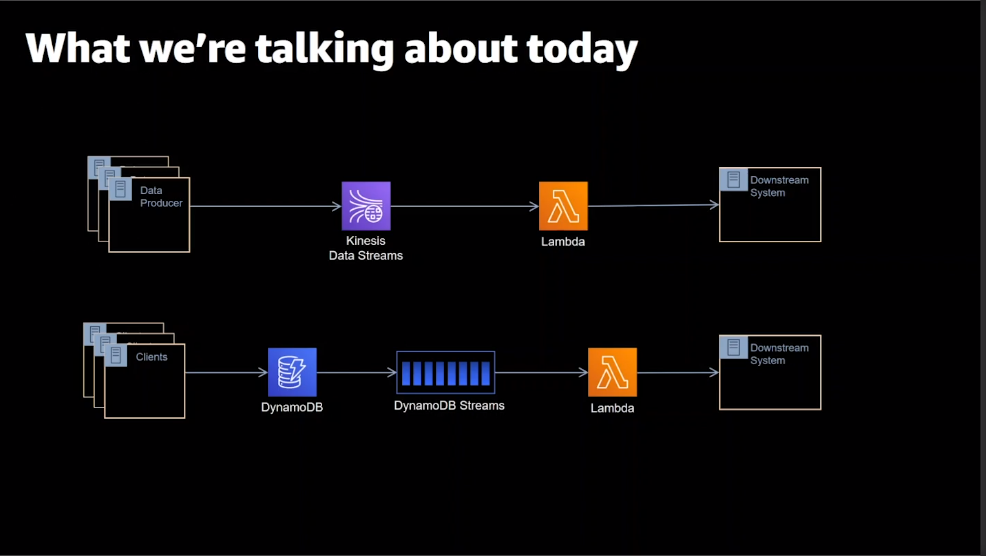 What we're talking about today
Data
Producer
Kinesis
Data Streams
Lambda
Downstream
System
Clients
DynamoDB
DynamoDB Streams
Lambda
Downstream
System